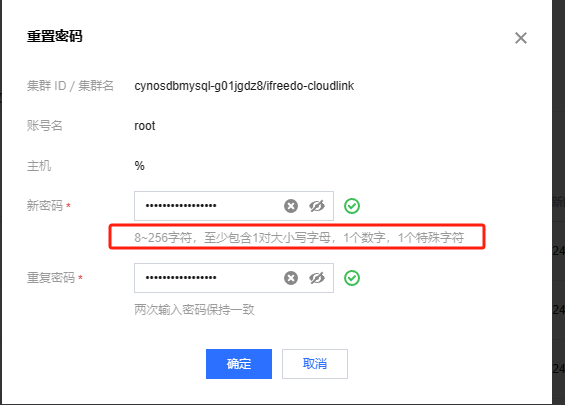 重置密码
集群 ID / 集群名 cynosdbmysql-g01jgdz8/ifreedo-cloudlink
账号名 root
主机 %
新密码 * •••••••••••••••••
8~256字符，至少包含1对大小写字母，1个数字，1个特殊字符
重复密码 * •••••••••••••••••
两次输入密码保持一致
确定 取消
24
24
24